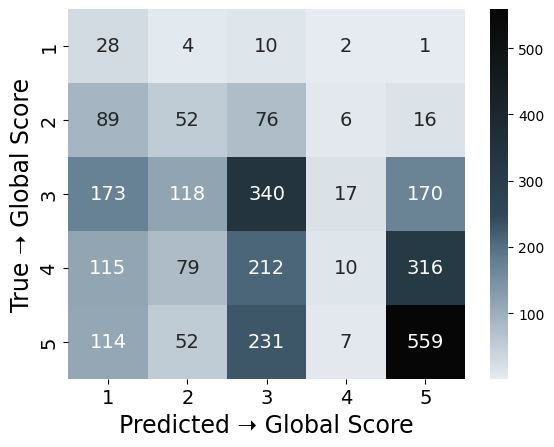 1 28 4 10 2 1
2 89 52 76 6 16
3 173 118 340 17 170
4 115 79 212 10 316
5 114 52 231 7 559
1 2 3 4 5
True → Global Score
Predicted → Global Score
500
400
300
200
100